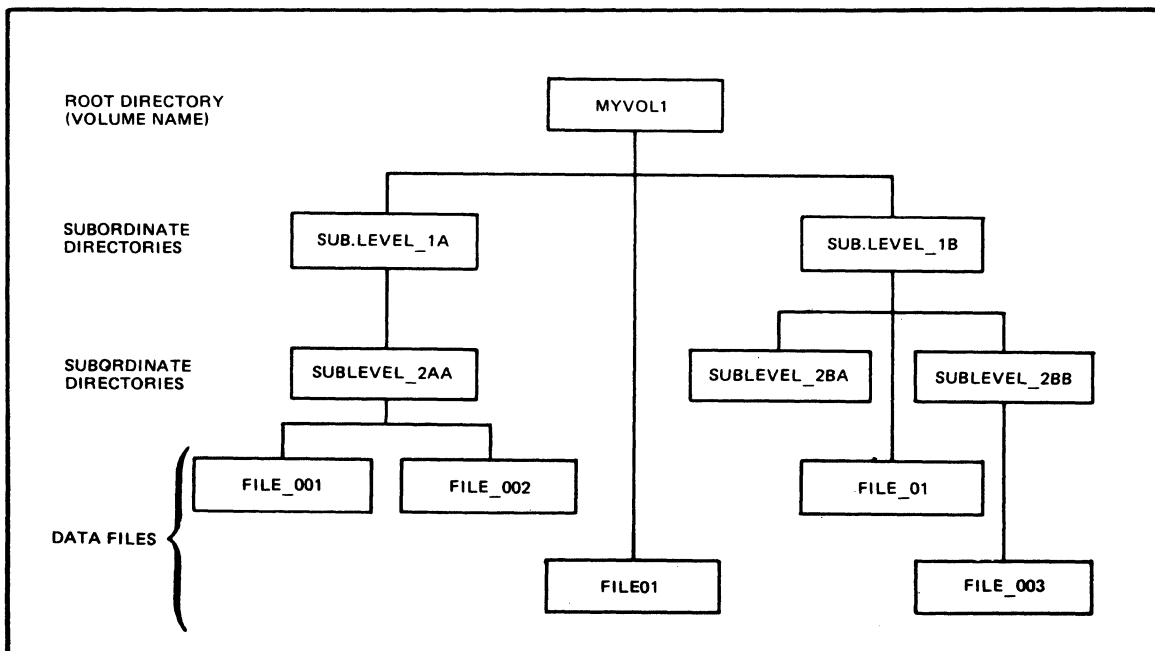 ROOT DIRECTORY
(VOLUME NAME)
MYVOL1
SUBORDINATE
DIRECTORIES
SUB.LEVEL_1A
SUB.LEVEL_1B
SUBORDINATE
DIRECTORIES
SUBLEVEL_2AA
SUBLEVEL_2BA
SUBLEVEL_2BB
FILE_001
FILE_002
FILE_01
DATA FILES
FILE01
FILE_003